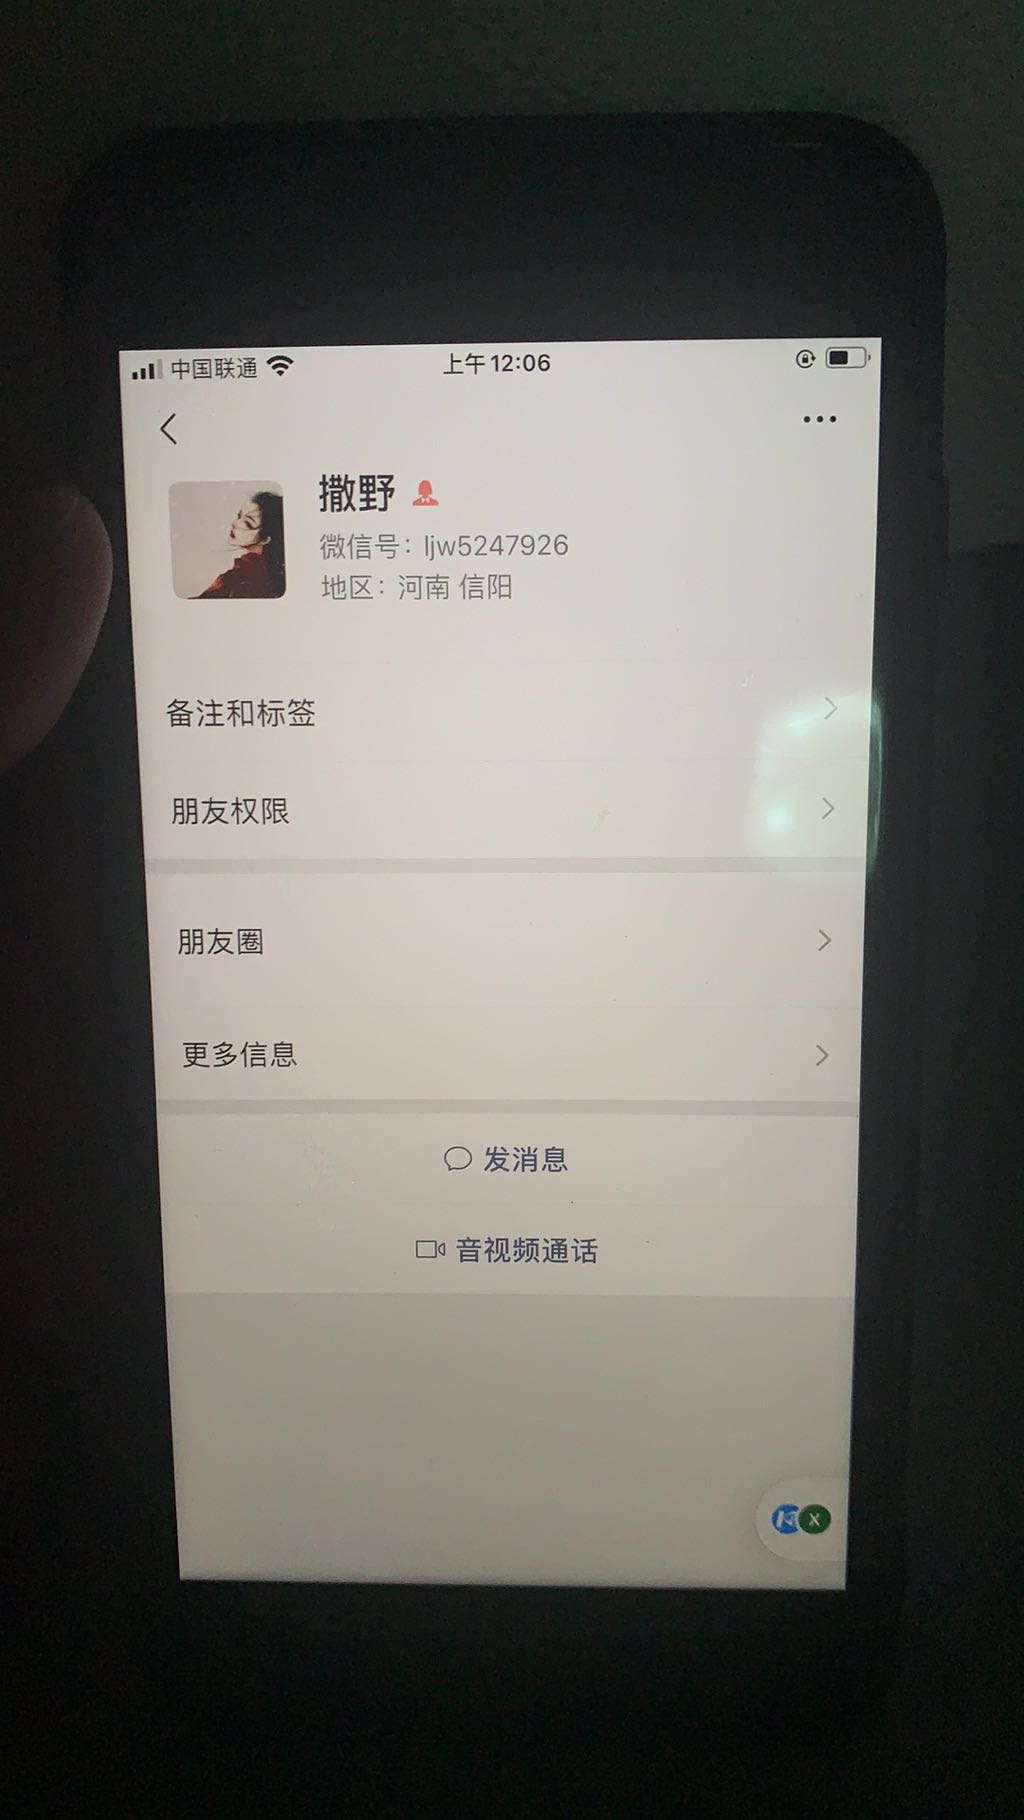 中国联通
上午12:06
撒野
微信号：ljw5247926
地区：河南 信阳
备注和标签
朋友权限
朋友圈
更多信息
发消息
音视频通话
X